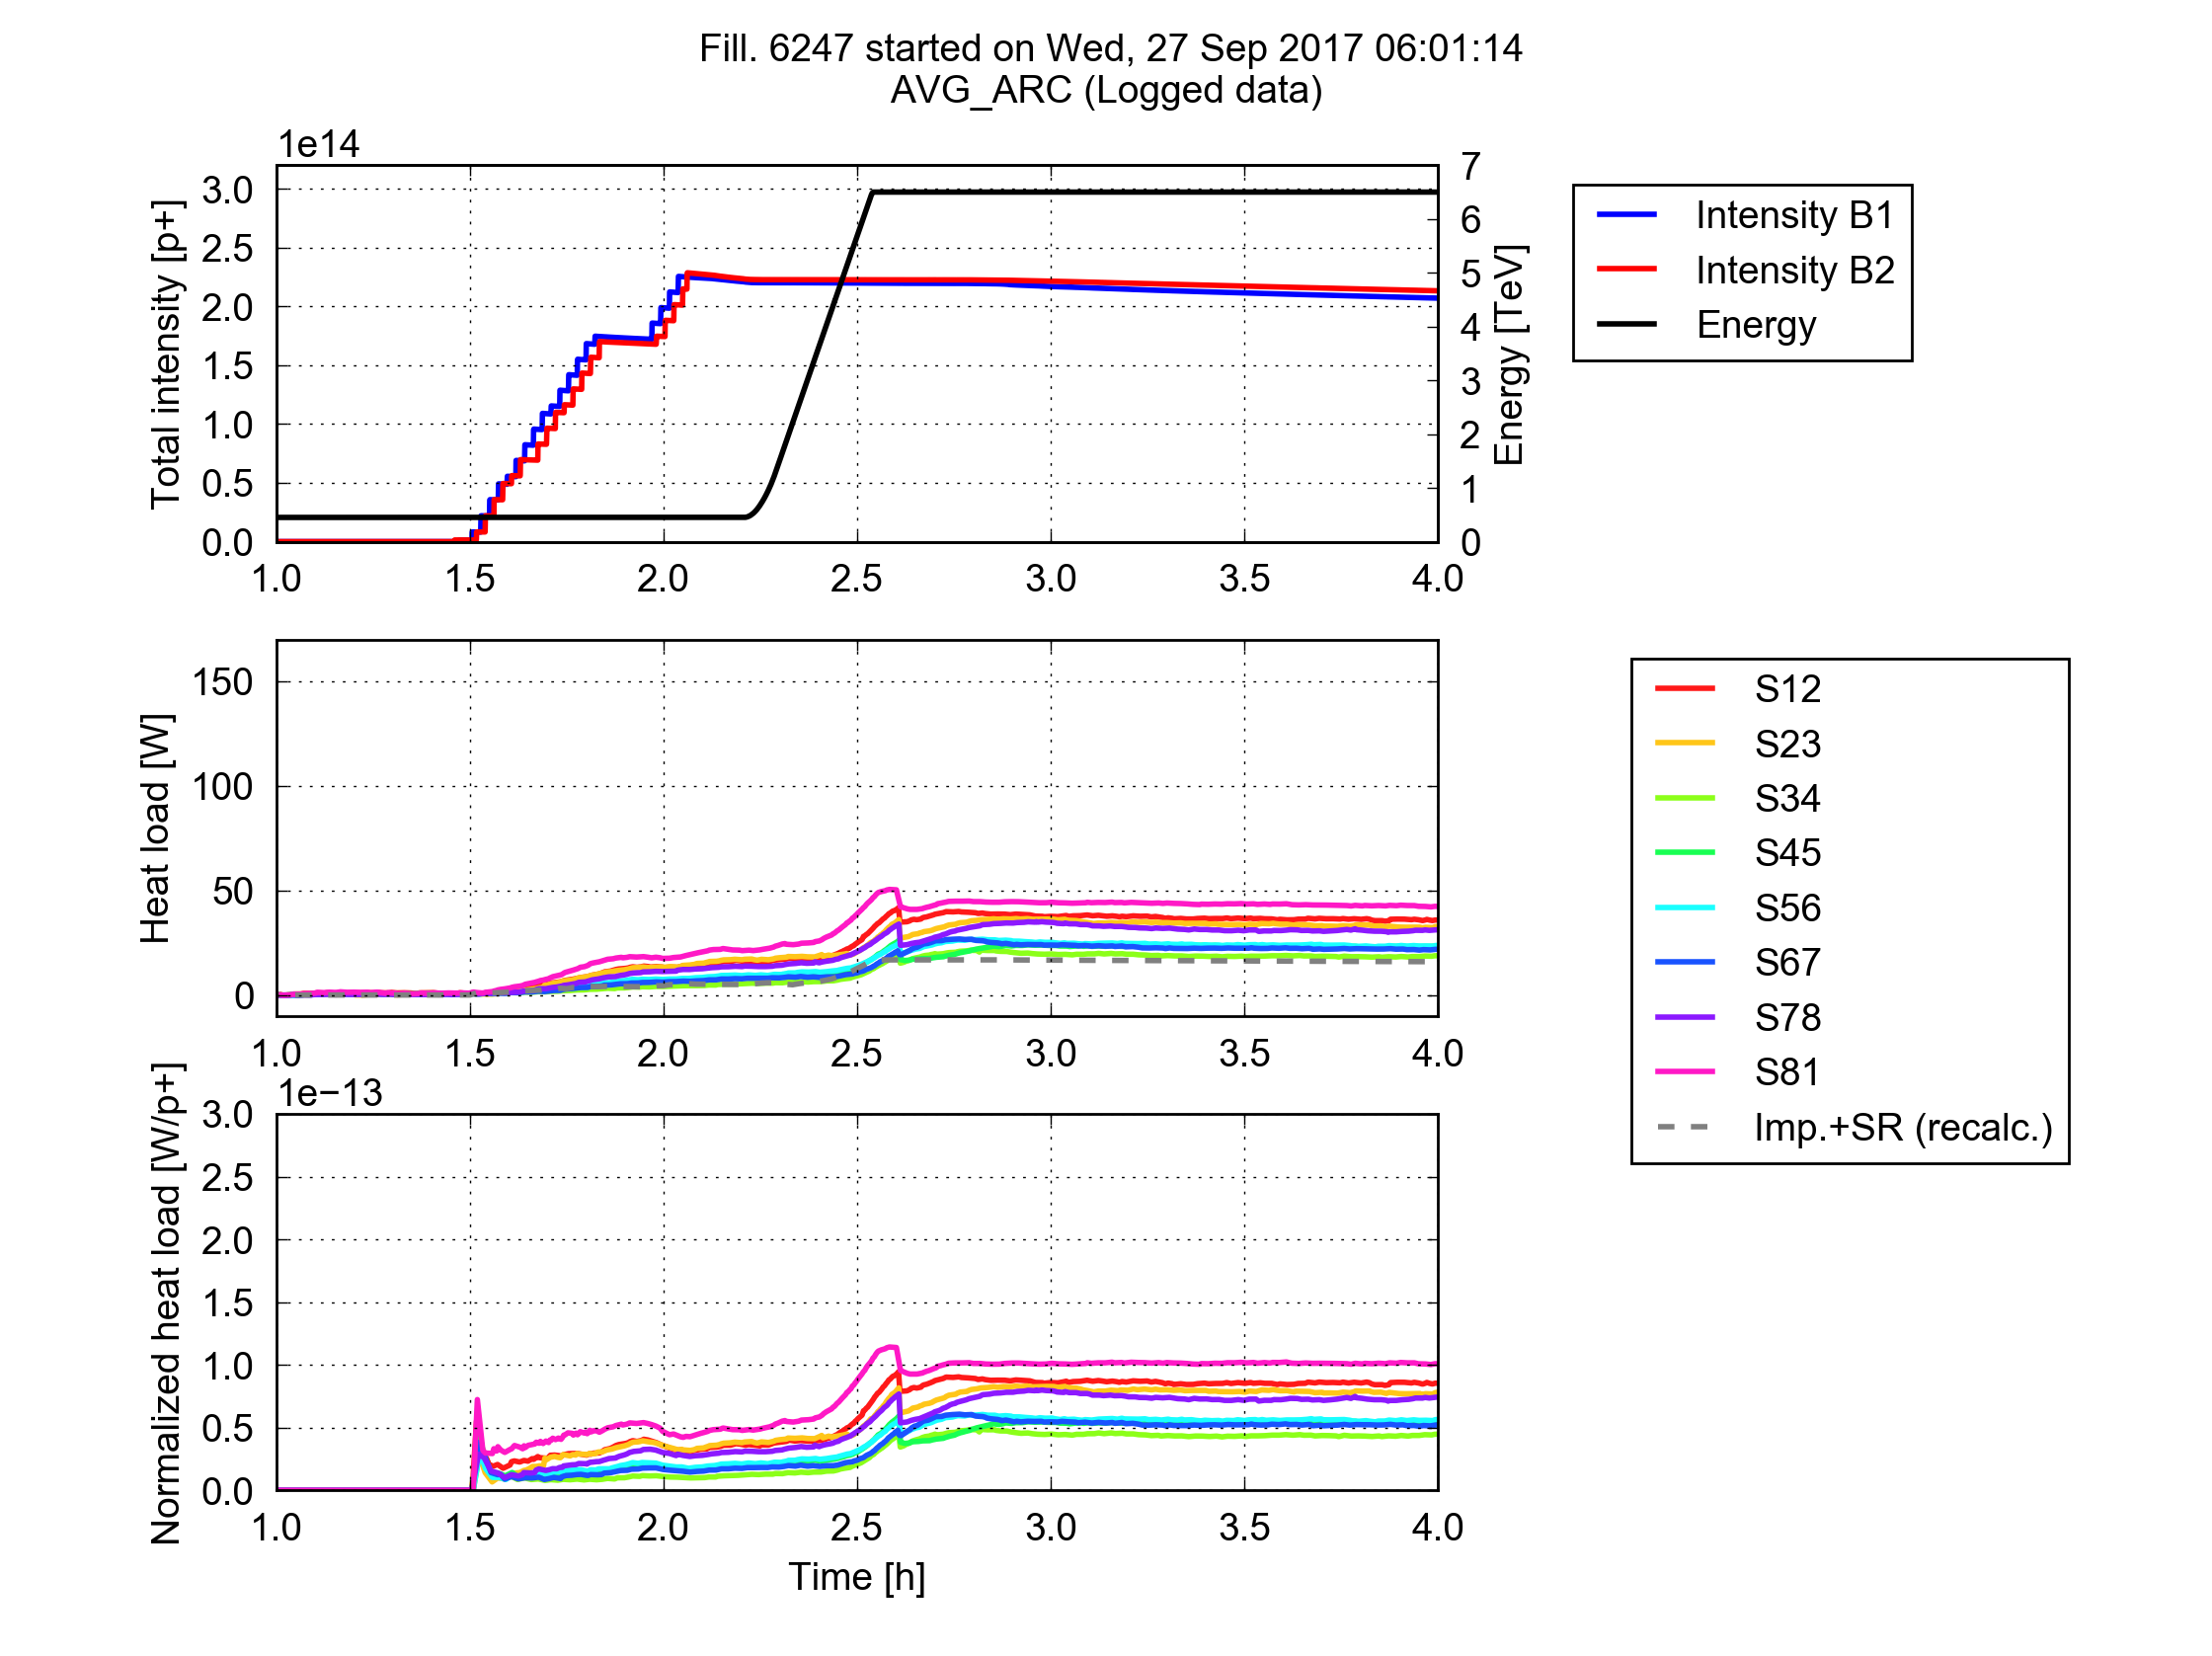 Fill. 6247 started on Wed, 27 Sep 2017 06:01:14
AVG_ARC (Logged data)
1e14
Total intensity [p+]
3.0
2.5
2.0
1.5
1.0
0.5
0.0
7
6
5
4
3
2
1
0
Energy [TeV]
1.0 1.5 2.0 2.5 3.0 3.5 4.0
Intensity B1
Intensity B2
Energy
Heat load [W]
150
100
50
0
1.0 1.5 2.0 2.5 3.0 3.5 4.0
S12
S23
S34
S45
S56
S67
S78
S81
Imp.+SR (recalc.)
1e−13
Normalized heat load [W/p+]
3.0
2.5
2.0
1.5
1.0
0.5
0.0
1.0 1.5 2.0 2.5 3.0 3.5 4.0
Time [h]